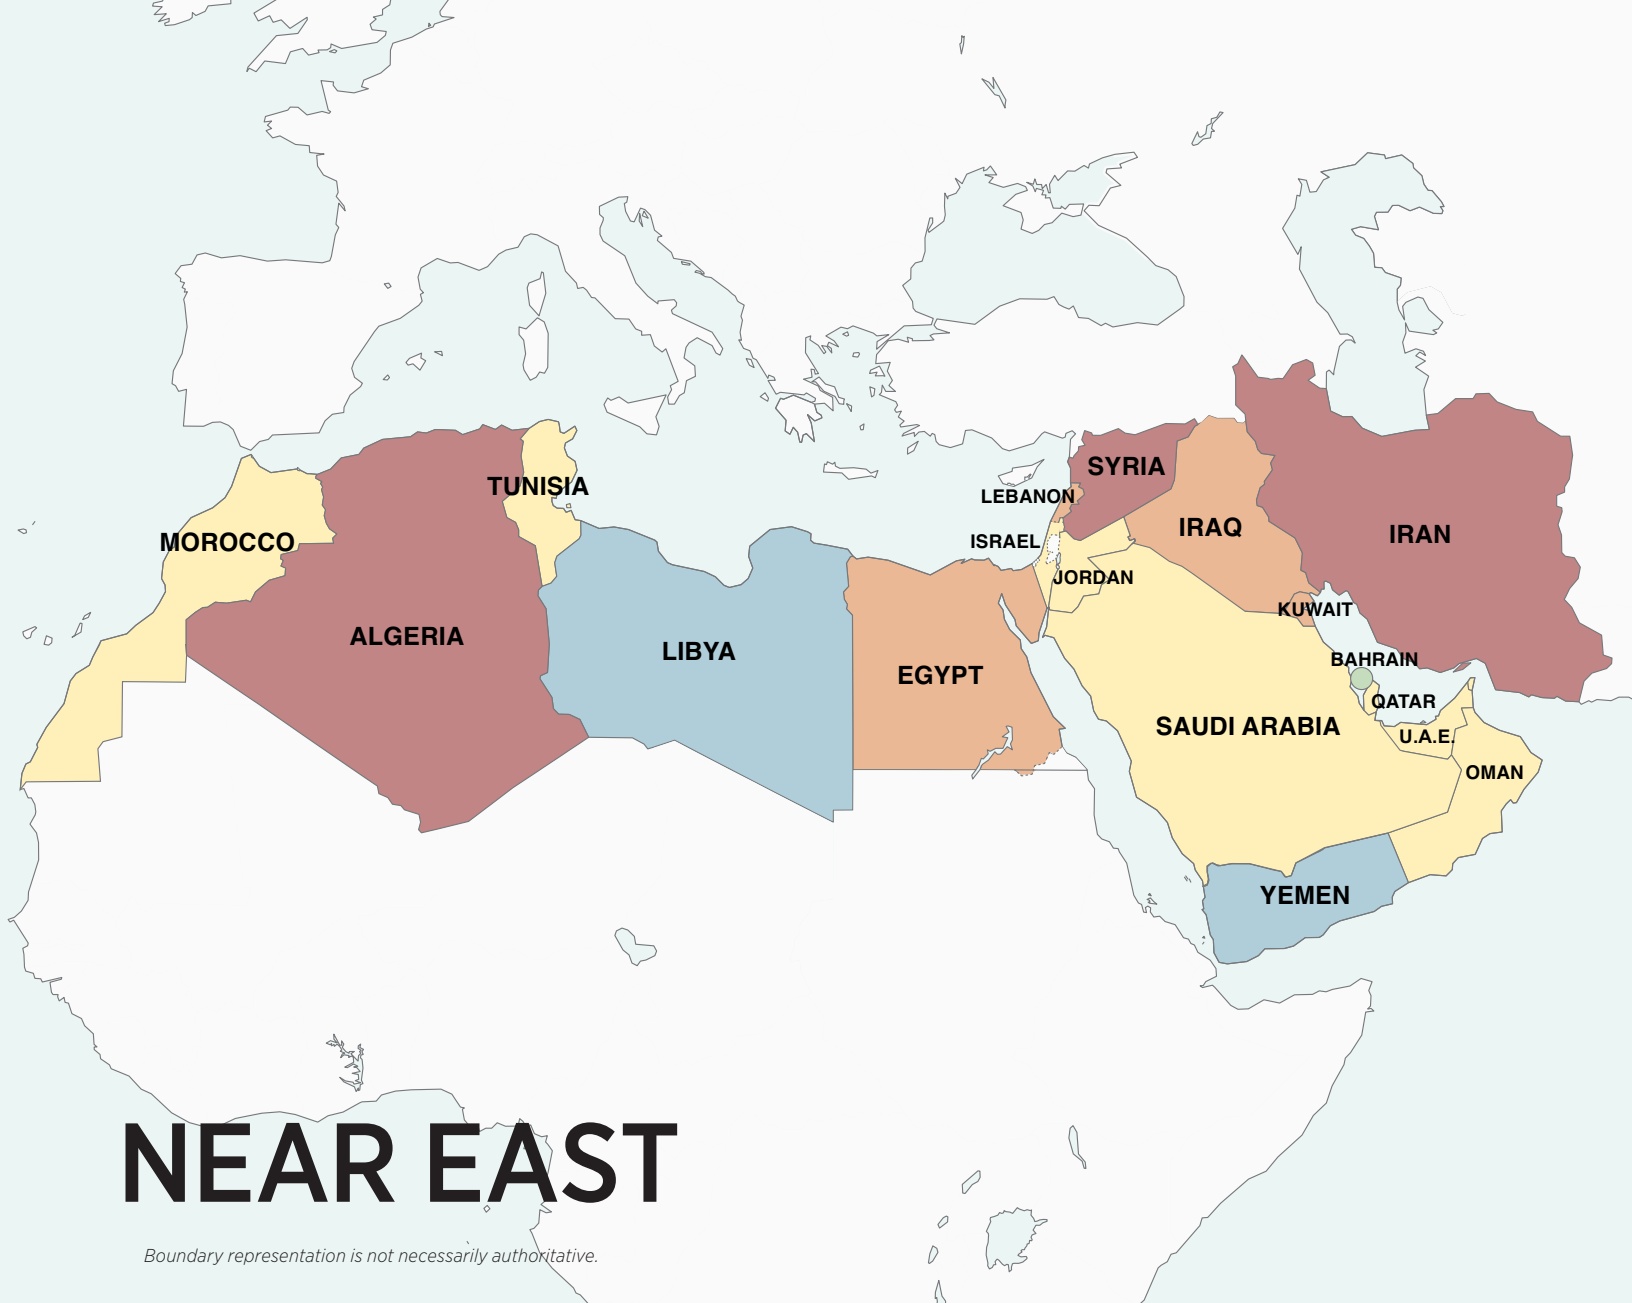 SYRIA
TUNISIA
LEBANON
IRAQ
IRAN
MOROCCO
ISRAEL
JORDAN
KUWAIT
ALGERIA
LIBYA
BAHRAIN
EGYPT
QATAR
SAUDI ARABIA
U.A.E.
OMAN
YEMEN
NEAR EAST
Boundary representation is not necessarily authoritative.